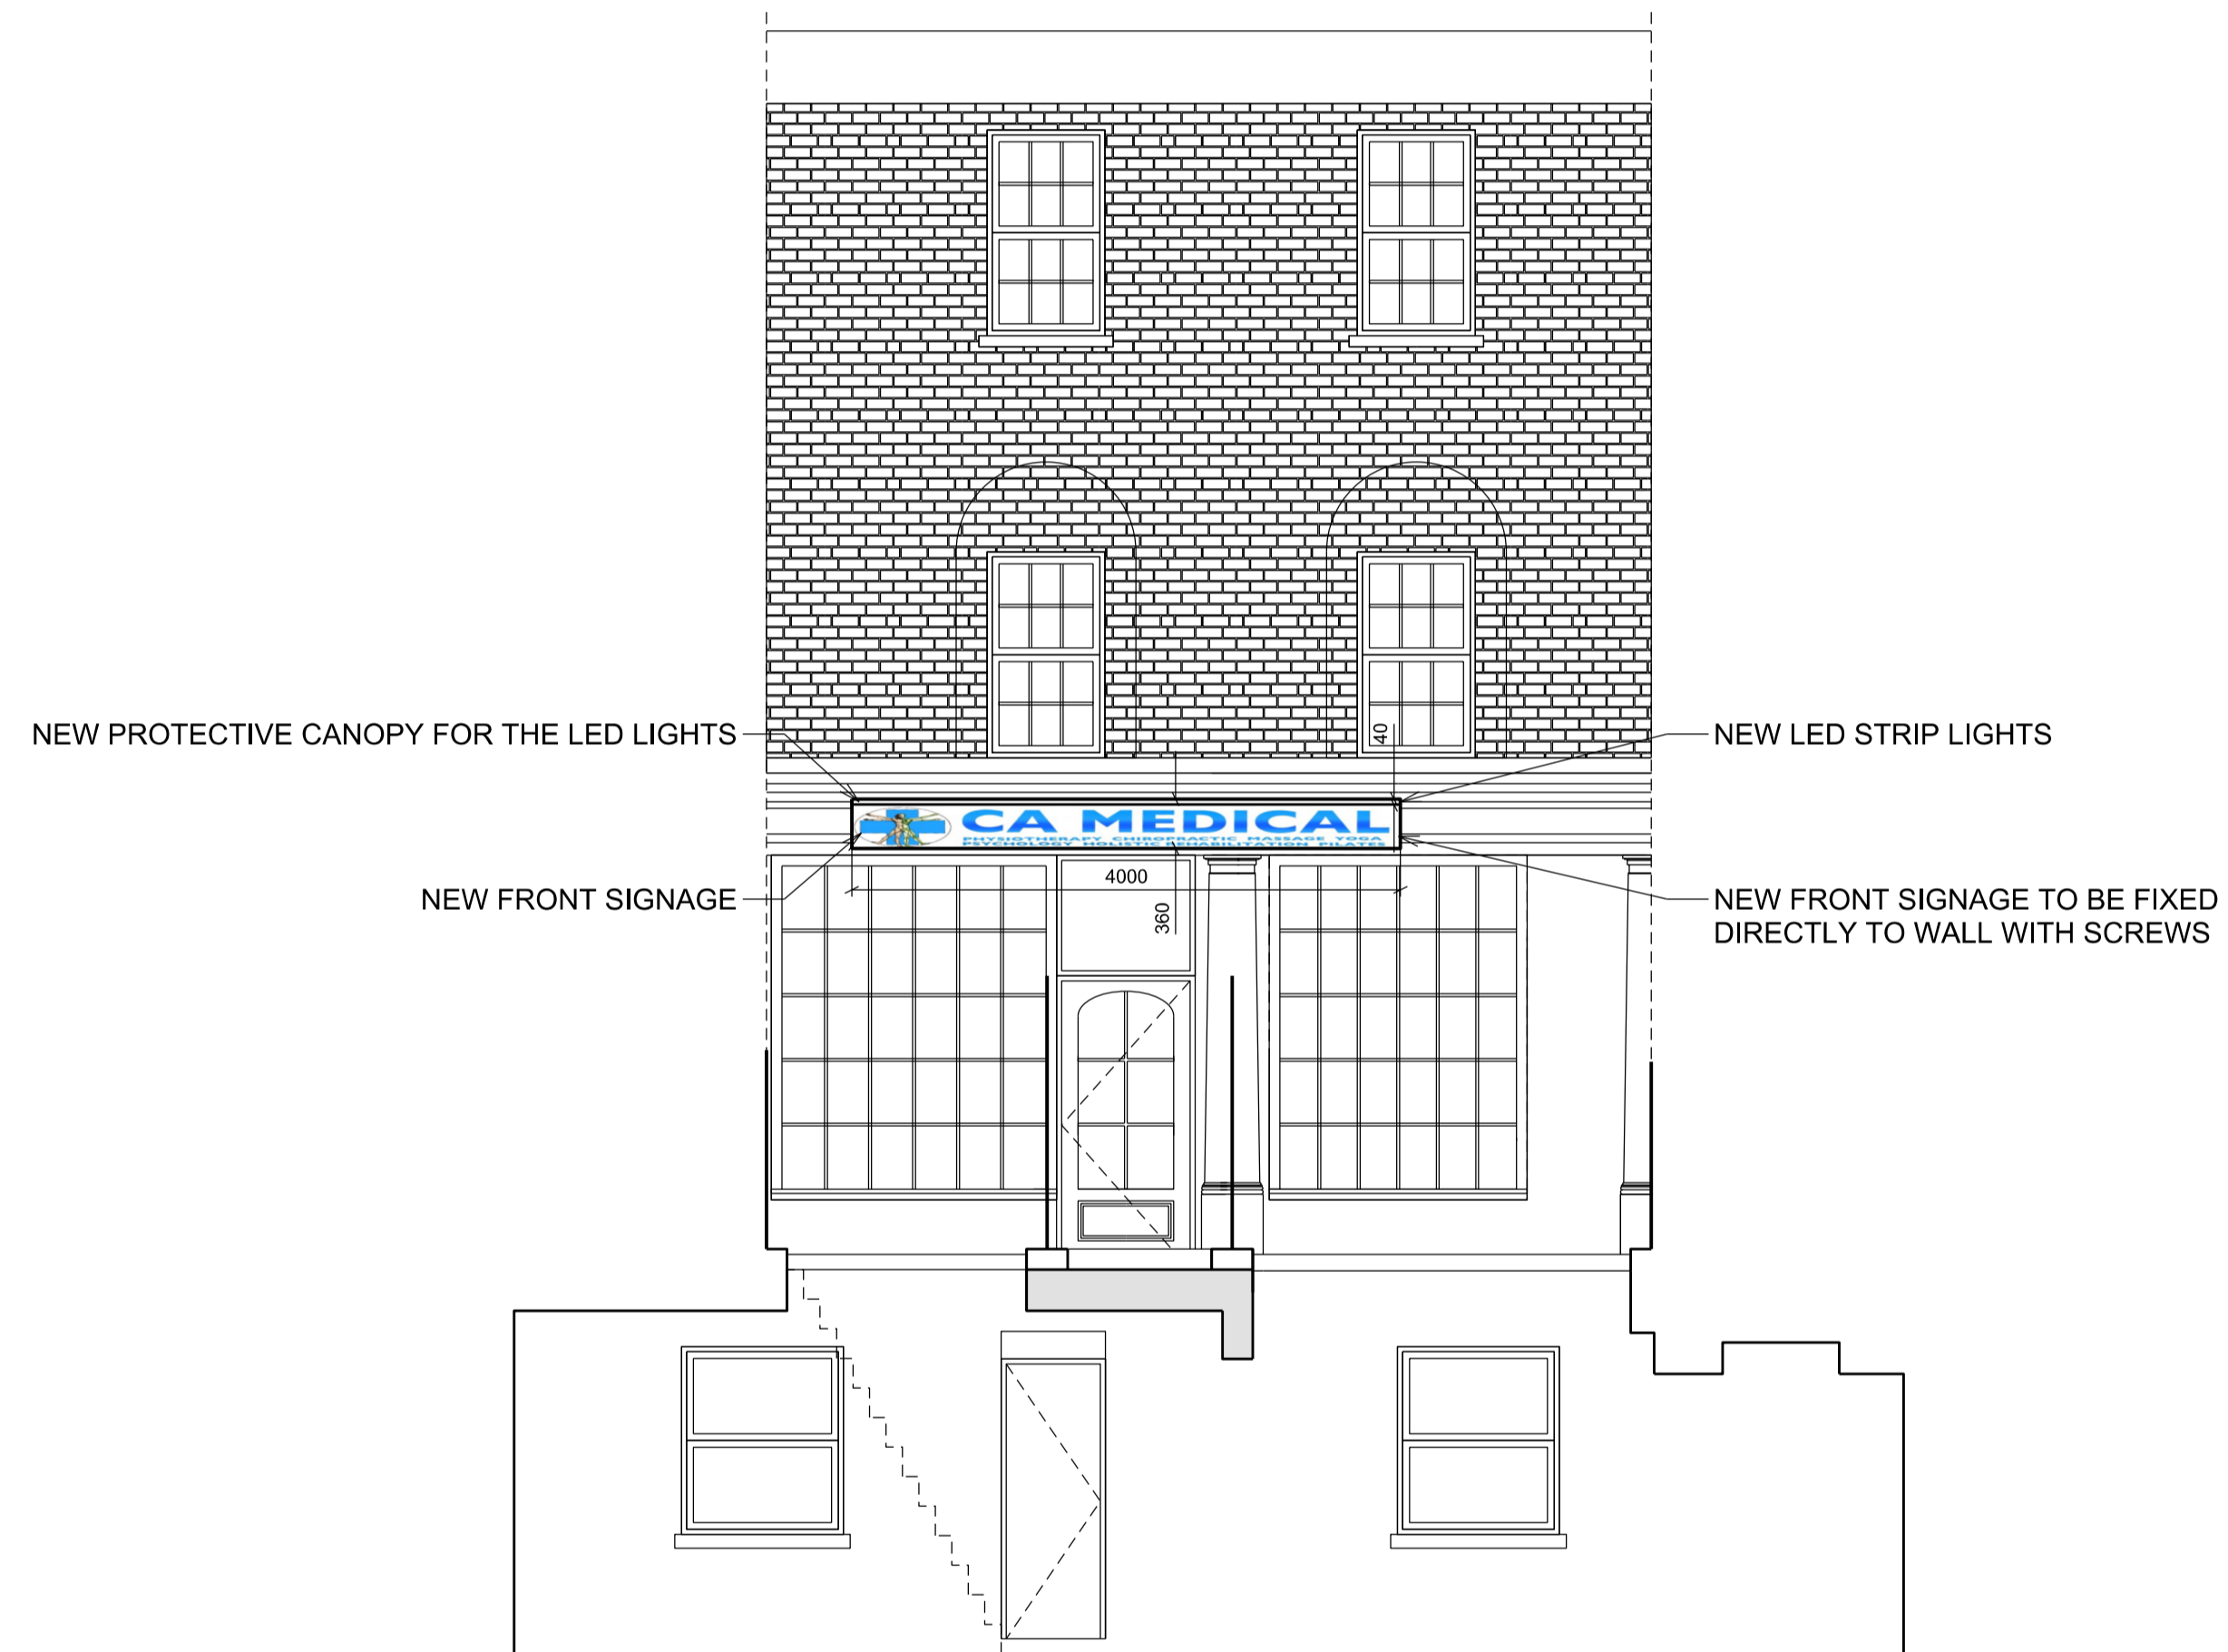 NEW PROTECTIVE CANOPY FOR THE LED LIGHTS
40
NEW LED STRIP LIGHTS
CA MEDICAL
PHYSIOTHERAPY CHIROPRACTIC MASSAGE YOGA
PSYCHOLOGY HOLISTIC REHABILITATION PILATES
4000
NEW FRONT SIGNAGE
360
NEW FRONT SIGNAGE TO BE FIXED
DIRECTLY TO WALL WITH SCREWS